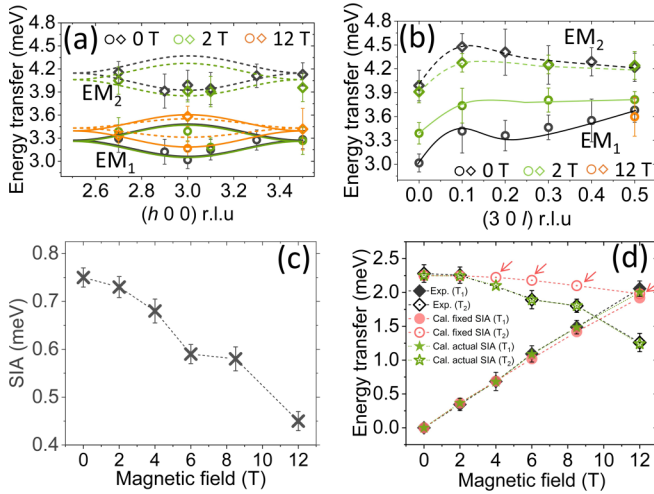 (a)
0 T 2 T 12 T
4.8
4.5
4.2
3.9
3.6
3.3
3.0
Energy transfer (meV)
EM2
EM1
2.5 3.0 3.5
(h 0 0) r.l.u
(b)
4.8
4.5
4.2
3.9
3.6
3.3
3.0
Energy transfer (meV)
EM2
EM1
0 T 2 T 12 T
0.0 0.1 0.2 0.3 0.4 0.5
(3 0 l) r.l.u
(c)
0.8
0.7
0.6
0.5
0.4
SIA (meV)
0 2 4 6 8 10 12
Magnetic field (T)
(d)
2.5
2.0
1.5
1.0
0.5
0.0
Energy transfer (meV)
Exp. (T1)
Exp. (T2)
Cal. fixed SIA (T1)
Cal. fixed SIA (T2)
Cal. actual SIA (T1)
Cal. actual SIA (T2)
0 2 4 6 8 10 12
Magnetic field (T)